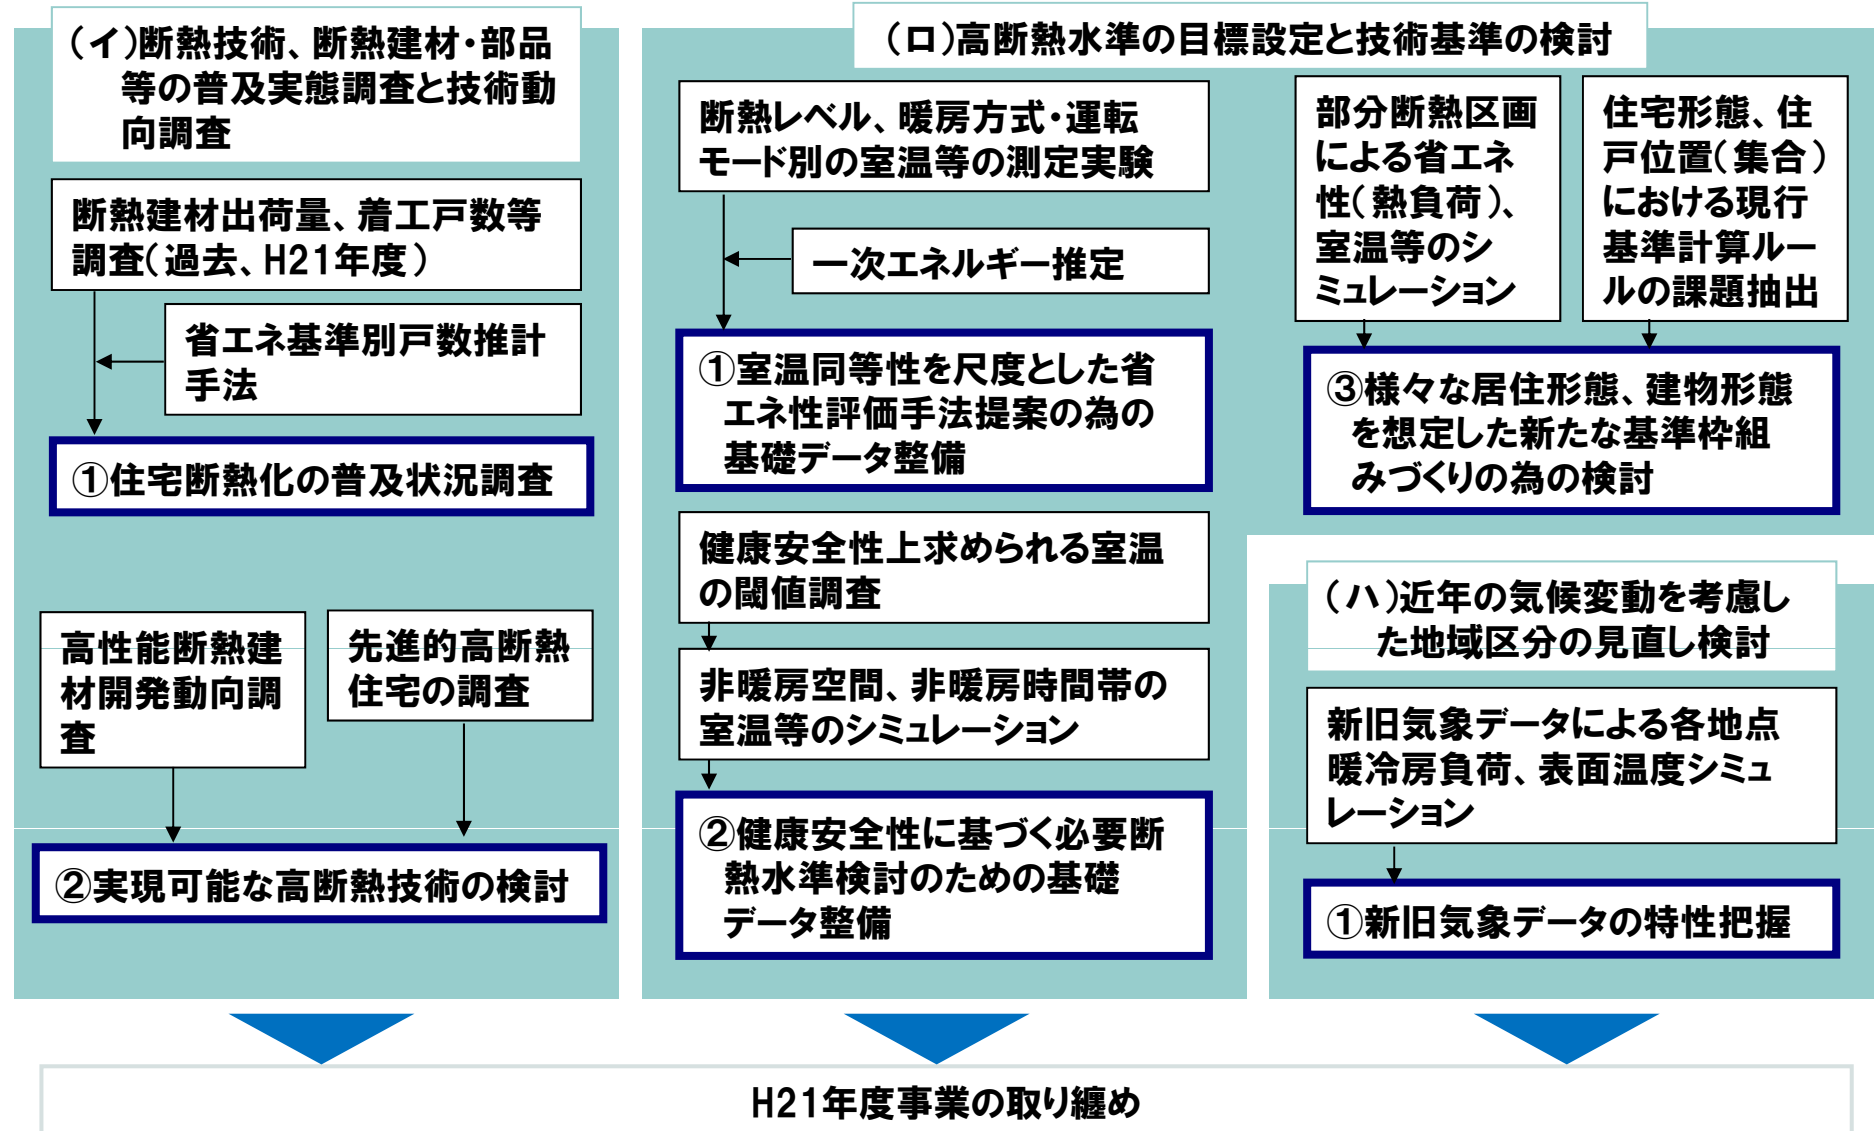 （イ）断熱技術、断熱建材・部品
等の普及実態調査と技術動
向調査
断熱建材出荷量、着工戸数等
調査（過去、H21年度）
省エネ基準別戸数推計
手法
①住宅断熱化の普及状況調査
高性能断熱建
材開発動向調
査
先進的高断熱
住宅の調査
②実現可能な高断熱技術の検討
（ロ）高断熱水準の目標設定と技術基準の検討
断熱レベル、暖房方式・運転
モード別の室温等の測定実験
一次エネルギー推定
①室温同等性を尺度とした省
エネ性評価手法提案の為の
基礎データ整備
健康安全性上求められる室温
の閾値調査
非暖房空間、非暖房時間帯の
室温等のシミュレーション
②健康安全性に基づく必要断
熱水準検討のための基礎
データ整備
部分断熱区画
による省エネ
性（熱負荷）、
室温等のシ
ミュレーション
住宅形態、住
戸位置（集合）
における現行
基準計算ルー
ルの課題抽出
③様々な居住形態、建物形態
を想定した新たな基準枠組
みづくりの為の検討
（ハ）近年の気候変動を考慮し
た地域区分の見直し検討
新旧気象データによる各地点
暖冷房負荷、表面温度シミュ
レーション
①新旧気象データの特性把握
H21年度事業の取り纏め